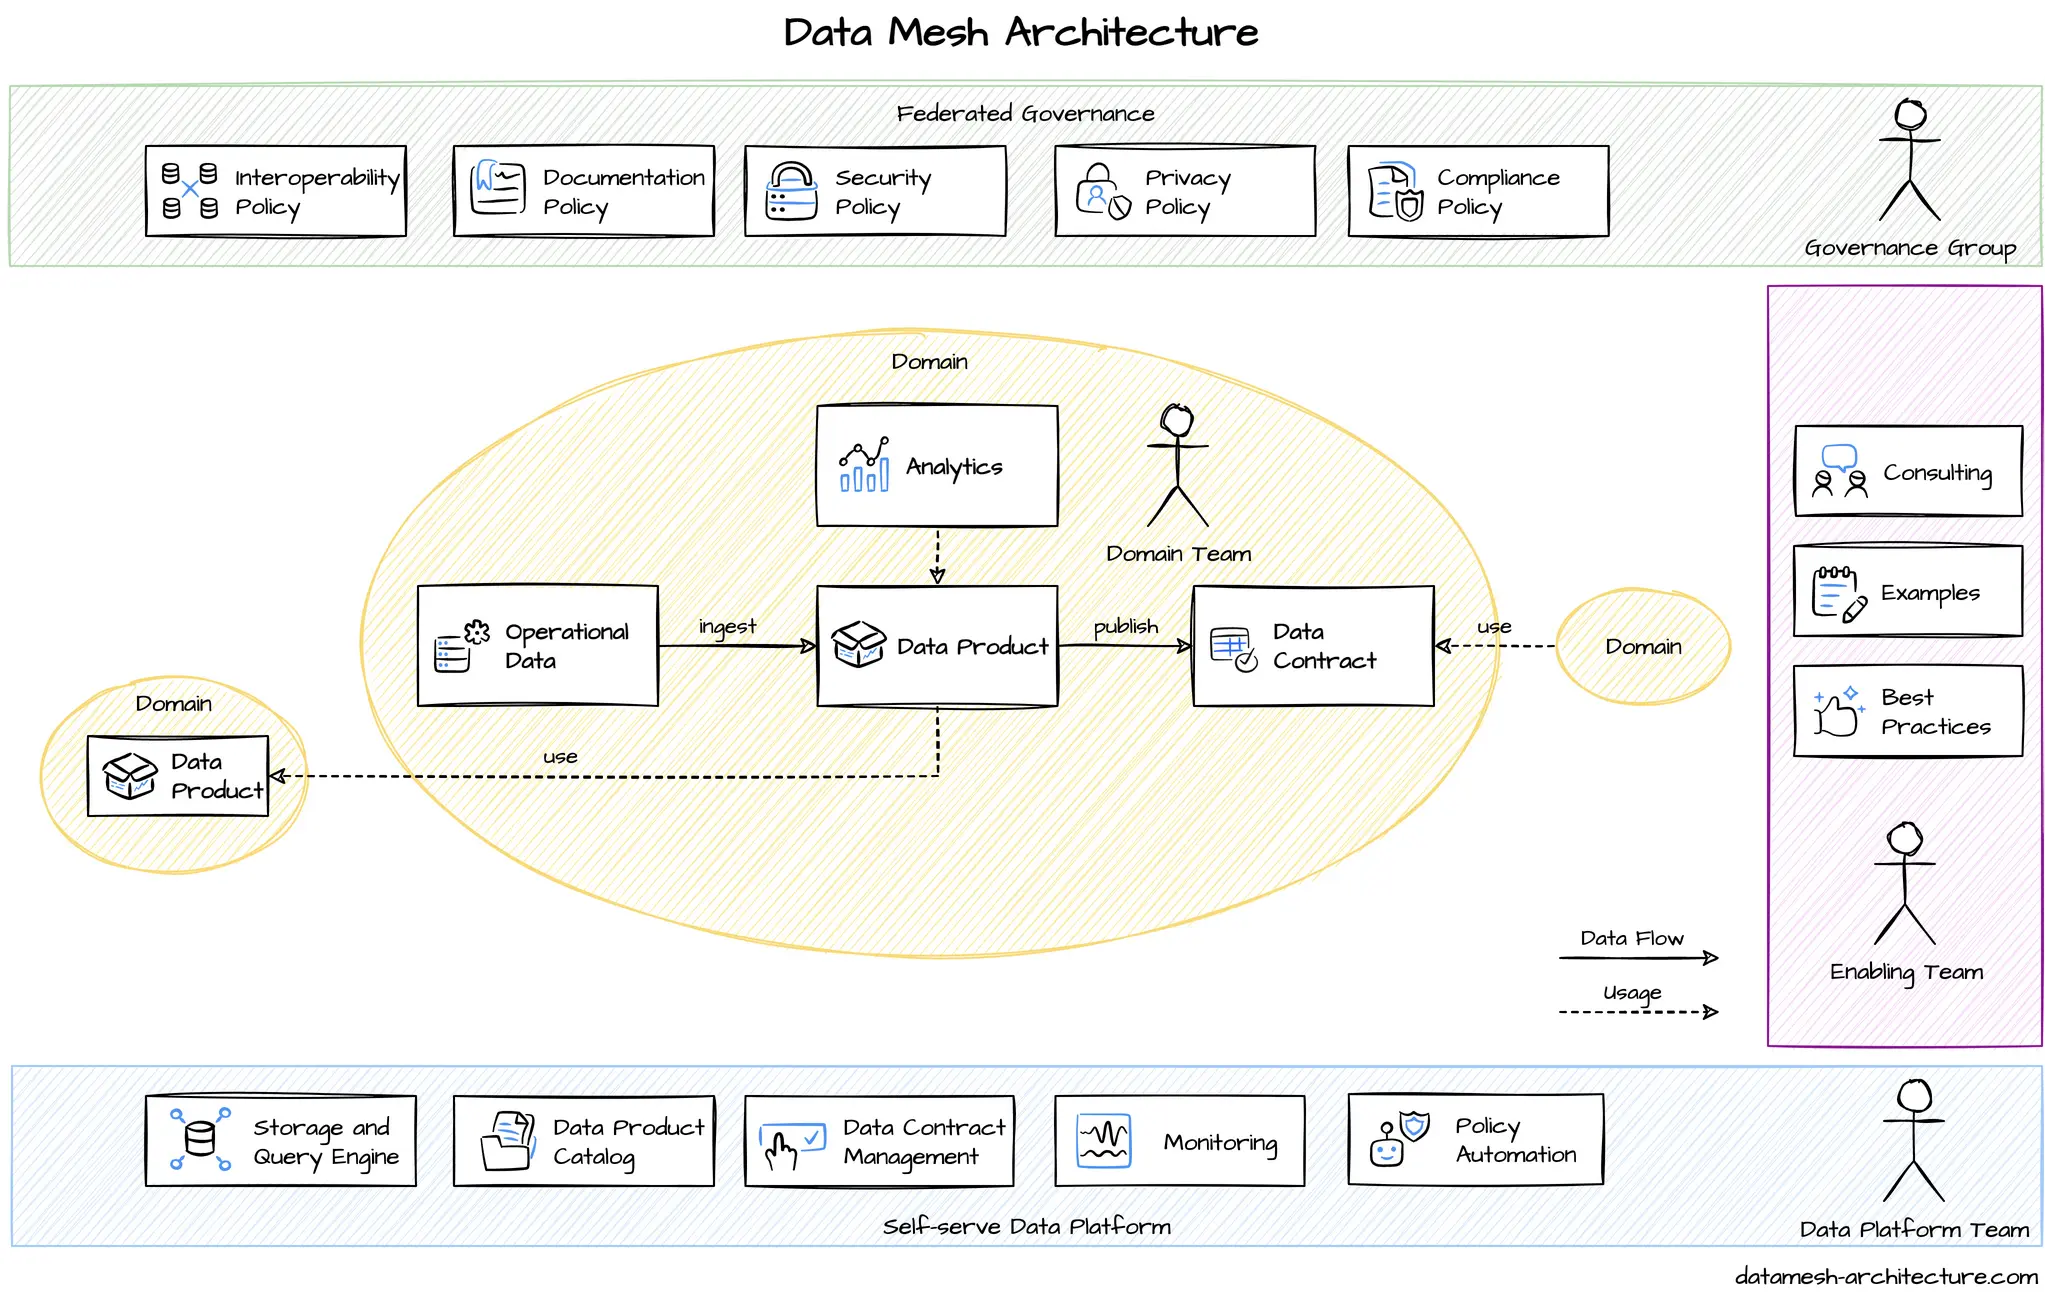 Data Mesh Architecture
Federated Governance
Interoperability
Policy
Documentation
Policy
Security
Policy
Privacy
Policy
Compliance
Policy
Governance Group
Domain
Analytics
Domain Team
Operational
Data
ingest
Data Product
publish
Data
Contract
use
Domain
Domain
Data
Product
use
Consulting
Examples
Best
Practices
Enabling Team
Data Flow
Usage
Storage and
Query Engine
Data Product
Catalog
Data Contract
Management
Monitoring
Policy
Automation
Self-serve Data Platform
Data Platform Team
datamesh-architecture.com